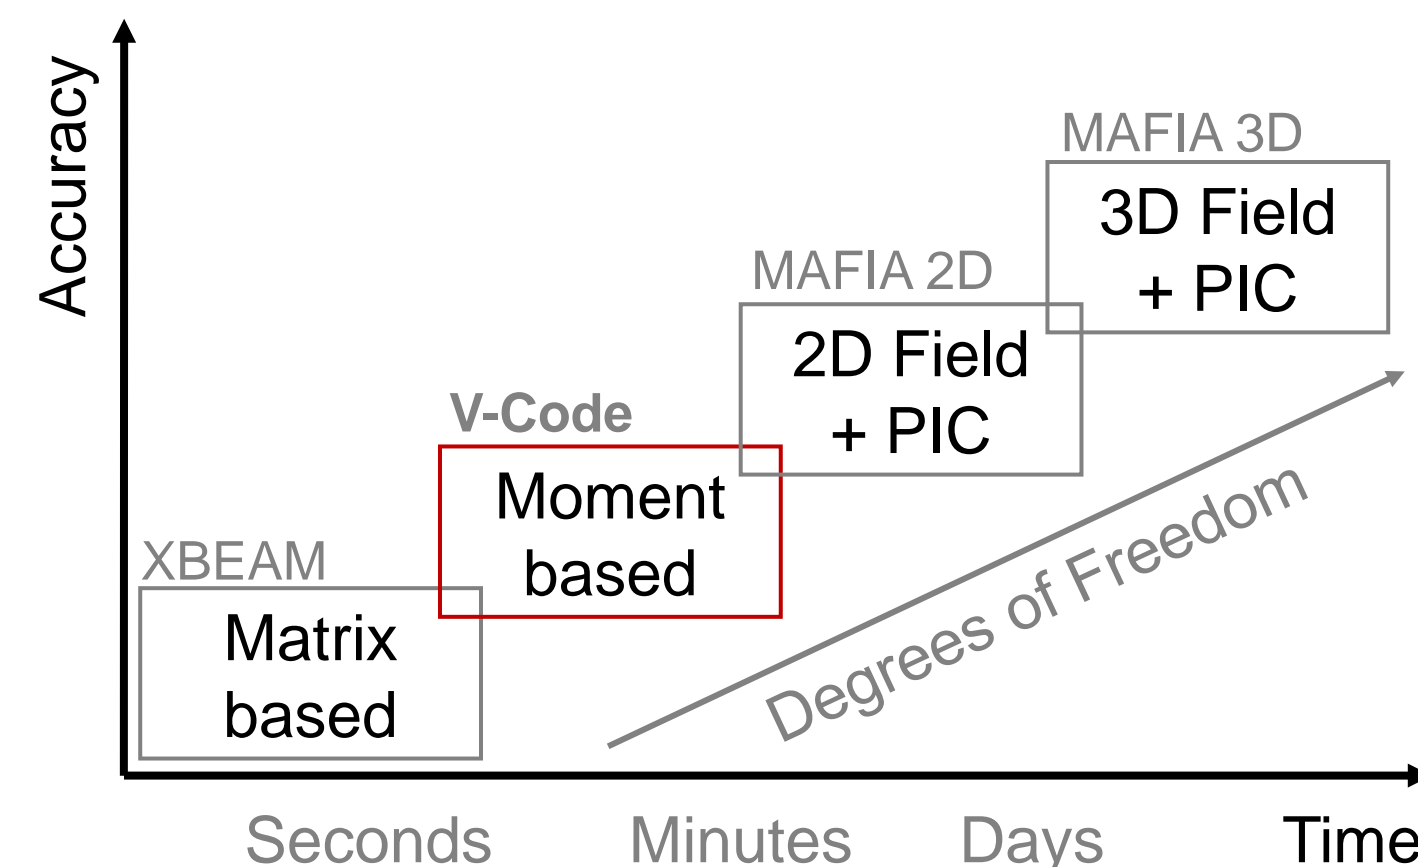 Accuracy
MAFIA 3D
3D Field
+ PIC
MAFIA 2D
2D Field
+ PIC
V-Code
Moment
based
XBEAM
Matrix
based
Degrees of Freedom
Seconds Minutes Days Time